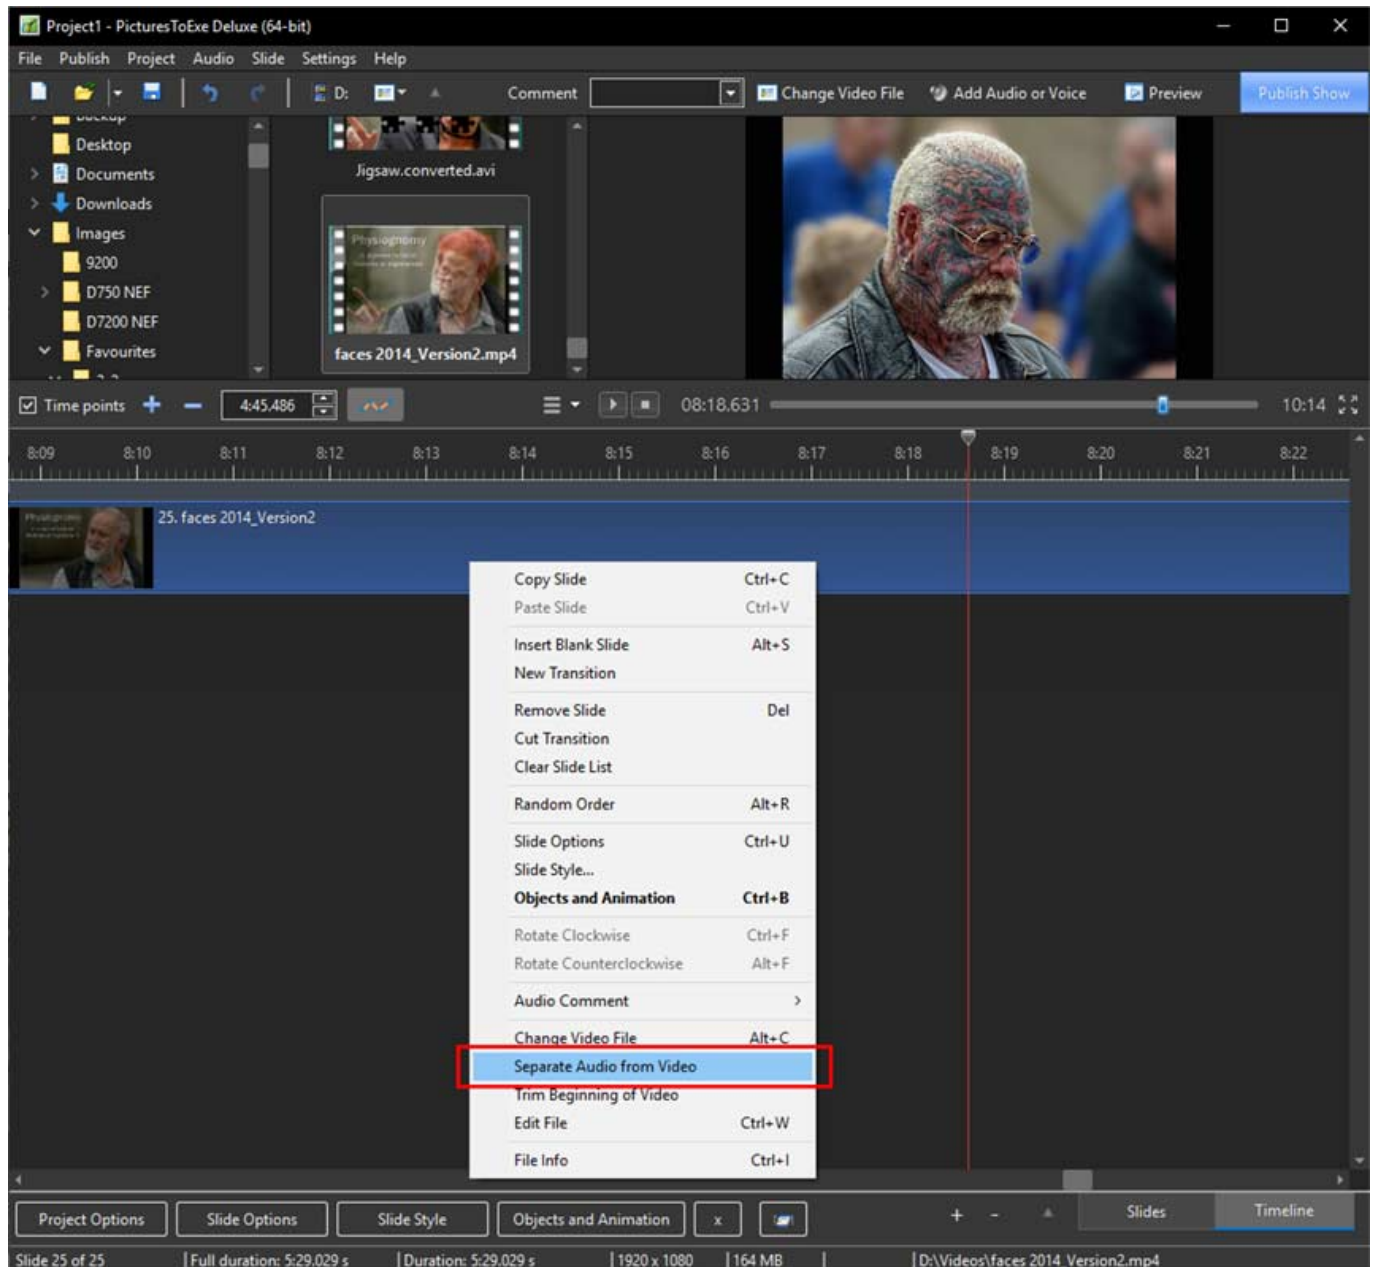 Project1 - PicturesToExe Deluxe (64-bit)
File Publish Project Audio Slide Settings Help
D: Comment Change Video File Add Audio or Voice Preview Publish Show
Backup
Desktop
Documents
Downloads
Images
9200
D750 NEF
D7200 NEF
Favourites
Jigsaw.converted.avi
Physiognomy
faces 2014_Version2.mp4
Time points 4:45.486 08:18.631 10:14
8:09 8:10 8:11 8:12 8:13 8:14 8:15 8:16 8:17 8:18 8:19 8:20 8:21 8:22
Physiognomy
25. faces 2014_Version2
Copy Slide Ctrl+C
Paste Slide Ctrl+V
Insert Blank Slide Alt+S
New Transition
Remove Slide Del
Cut Transition
Clear Slide List
Random Order Alt+R
Slide Options Ctrl+U
Slide Style...
Objects and Animation Ctrl+B
Rotate Clockwise Ctrl+F
Rotate Counterclockwise Alt+F
Audio Comment >
Change Video File Alt+C
Separate Audio from Video
Trim Beginning of Video
Edit File Ctrl+W
File Info Ctrl+I
Project Options Slide Options Slide Style Objects and Animation x + - Slides Timeline
Slide 25 of 25 Full duration: 5:29.029 s Duration: 5:29.029 s 1920 x 1080 164 MB D:\Videos\faces 2014_Version2.mp4